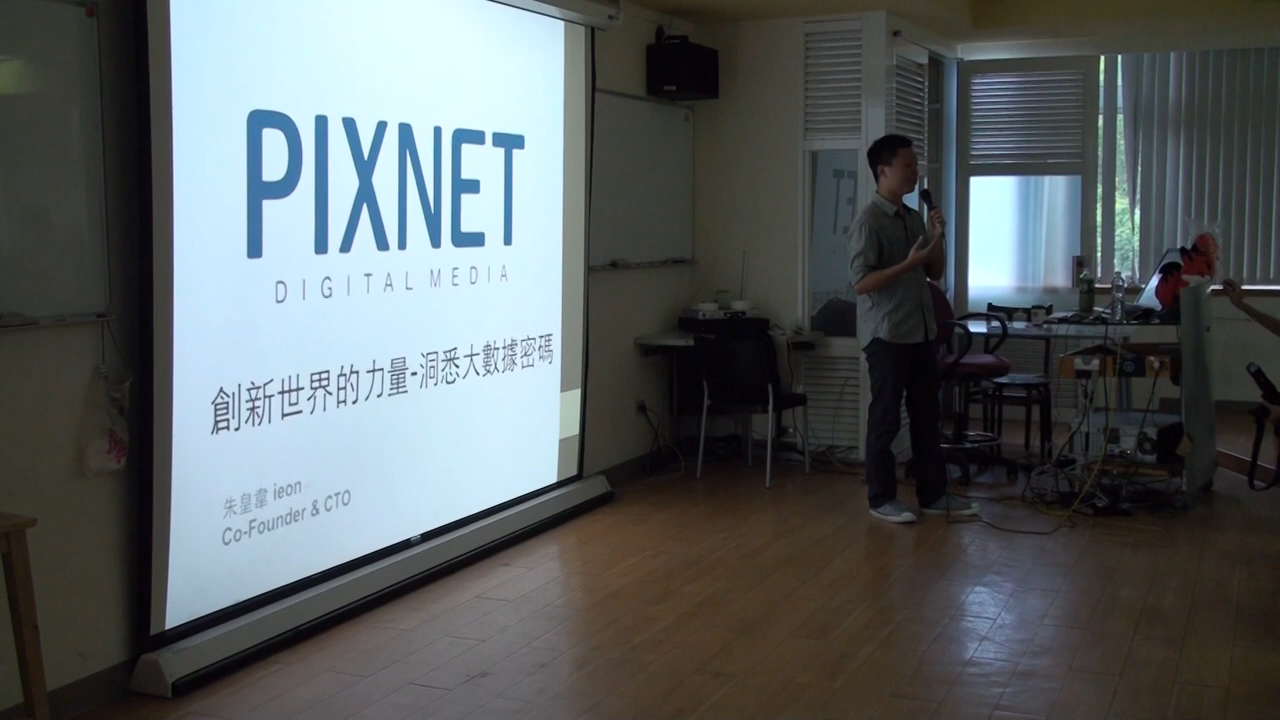 PIXNET
DIGITAL MEDIA
創新世界的力量-洞悉大數據密碼
朱皇韋 ieon
Co-Founder & CTO